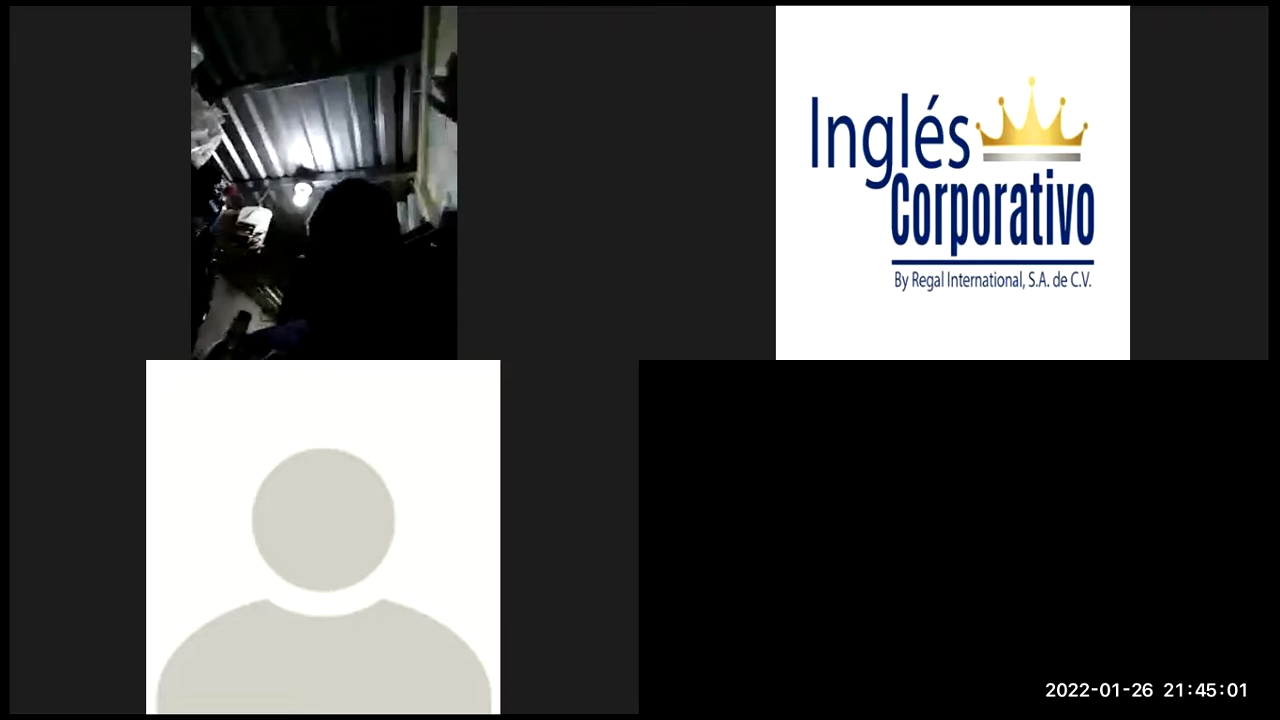 Inglés
Corporativo
By Regal International, S.A. de C.V.
2022-01-26 21:45:01